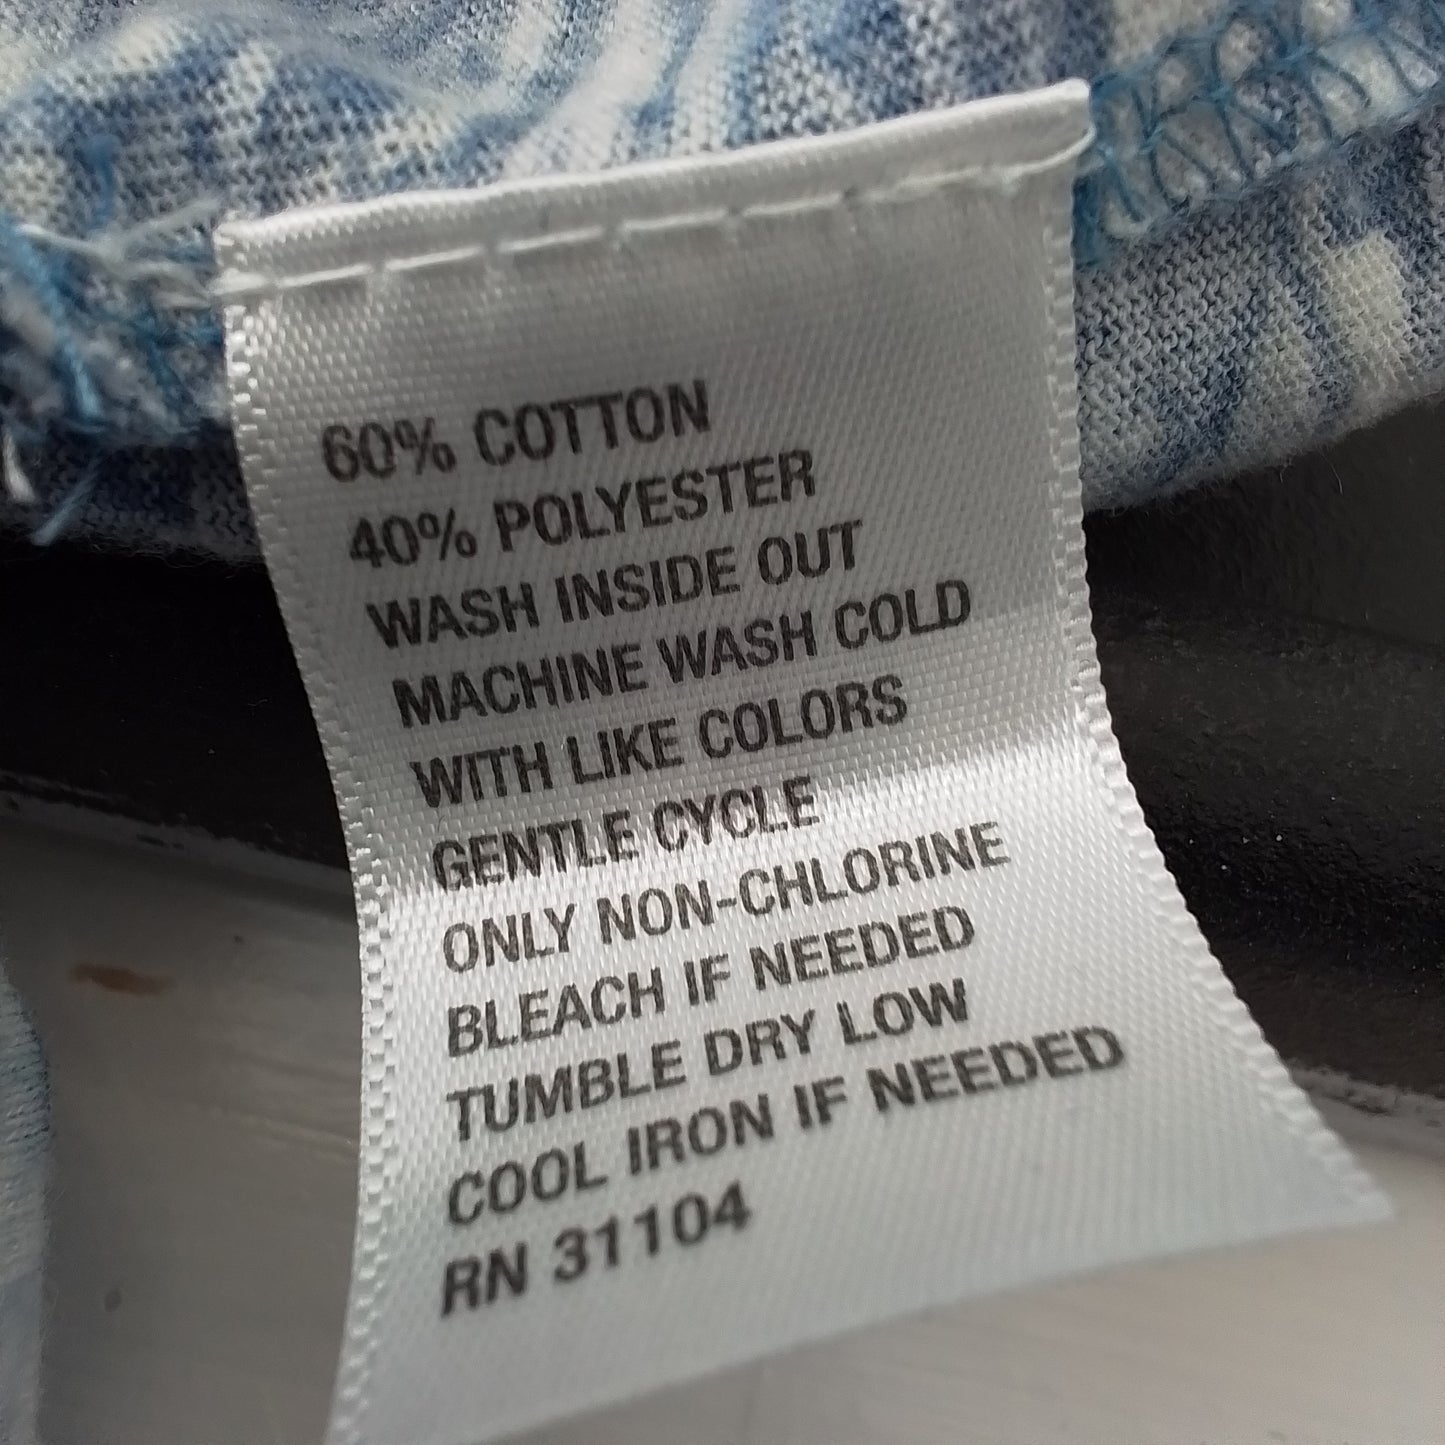 60% COTTON
40% POLYESTER
WASH INSIDE OUT
MACHINE WASH COLD
WITH LIKE COLORS
GENTLE CYCLE
ONLY NON-CHLORINE
BLEACH IF NEEDED
TUMBLE DRY LOW
COOL IRON IF NEEDED
RN 31104